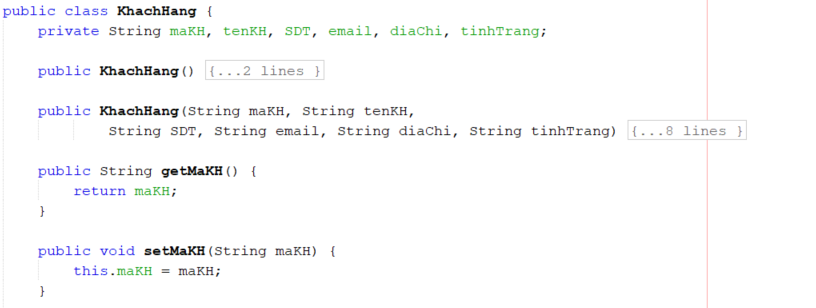 public class KhachHang {
private String maKH, tenKH, SDT, email, diaChi, tinhTrang;
public KhachHang() {...2 lines }
public KhachHang(String maKH, String tenKH,
String SDT, String email, String diaChi, String tinhTrang) {...8 lines }
public String getMaKH() {
return maKH;
}
public void setMaKH(String maKH) {
this.maKH = maKH;
}